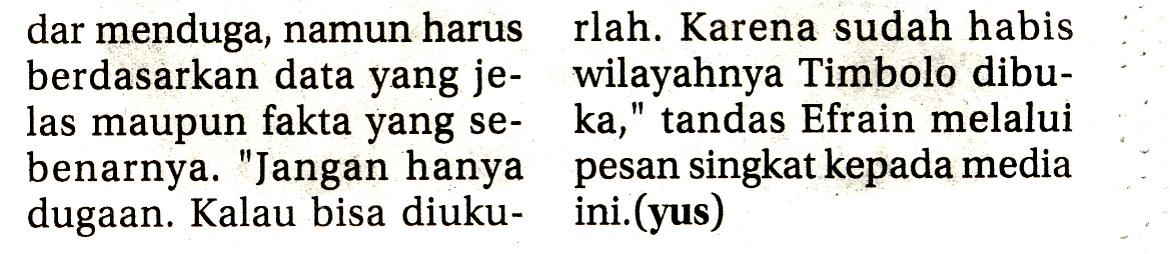 dar menduga, namun harus
berdasarkan data yang je-
las maupun fakta yang se-
benarnya. "Jangan hanya
dugaan. Kalau bisa diuku-
rlah. Karena sudah habis
wilayahnya Timbolo dibu-
ka," tandas Efrain melalui
pesan singkat kepada media
ini.(yus)